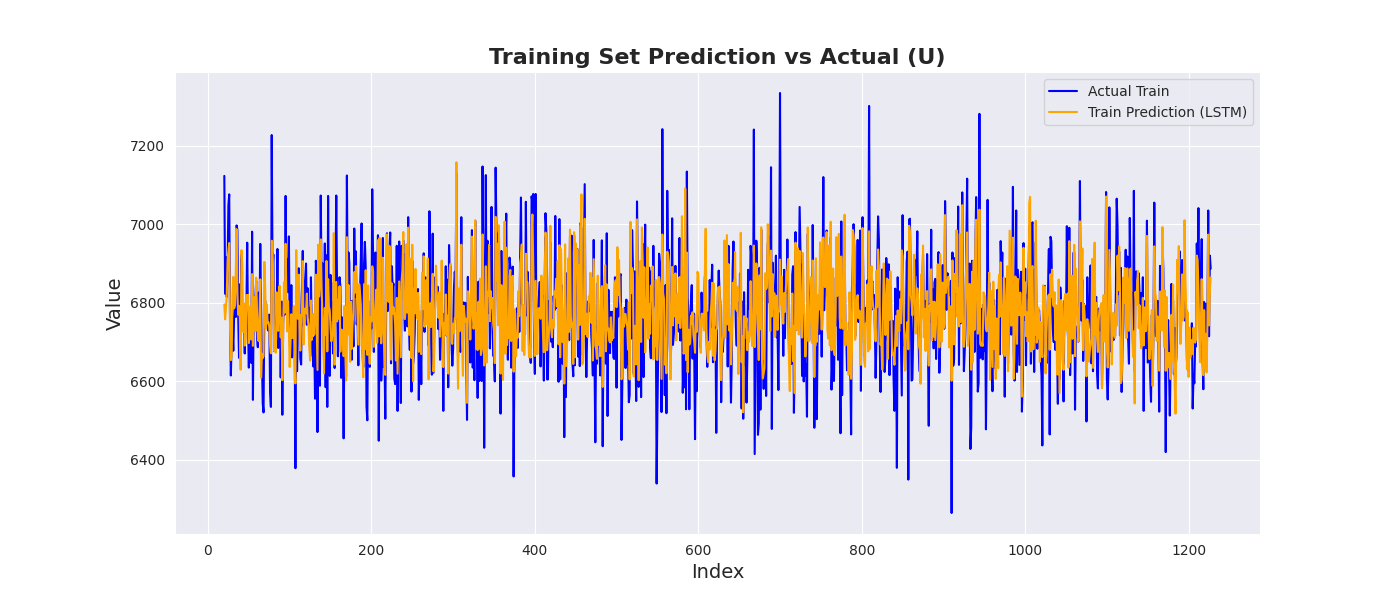 Training Set Prediction vs Actual (U)
Actual Train
Train Prediction (LSTM)
7200
7000
6800
6600
6400
Value
0 200 400 600 800 1000 1200
Index